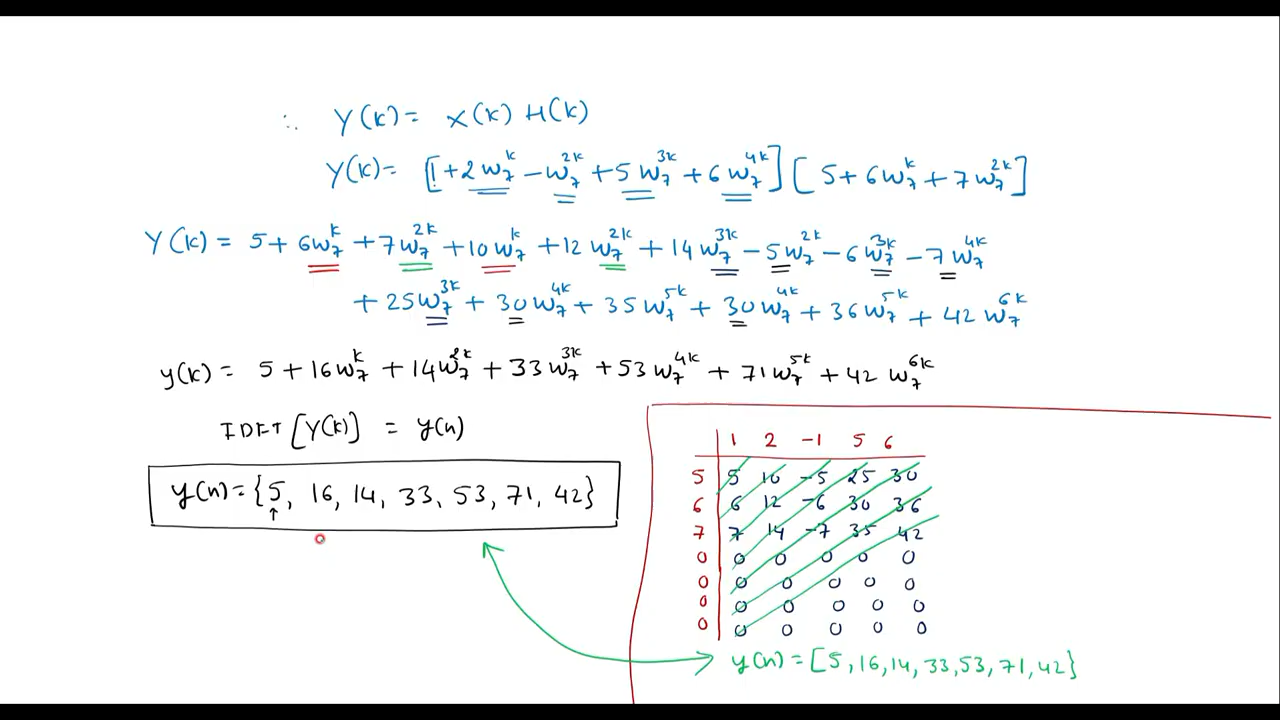 ∴ Y(k) = X(k) H(k)
Y(k) = [1 + 2W₇ᵏ - W₇²ᵏ + 5W₇³ᵏ + 6W₇⁴ᵏ] [5 + 6W₇ᵏ + 7W₇²ᵏ]
Y(k) = 5 + 6W₇ᵏ + 7W₇²ᵏ + 10W₇ᵏ + 12W₇²ᵏ + 14W₇³ᵏ - 5W₇²ᵏ - 6W₇³ᵏ - 7W₇⁴ᵏ
+ 25W₇³ᵏ + 30W₇⁴ᵏ + 35W₇⁵ᵏ + 30W₇⁴ᵏ + 36W₇⁵ᵏ + 42W₇⁶ᵏ
y(k) = 5 + 16W₇ᵏ + 14W₇²ᵏ + 33W₇³ᵏ + 53W₇⁴ᵏ + 71W₇⁵ᵏ + 42W₇⁶ᵏ
IDFT [Y(k)] = y(n)
y(n) = {5, 16, 14, 33, 53, 71, 42}
↑
1 2 -1 5 6
5 5 10 -5 25 30
6 6 12 -6 30 36
7 7 14 -7 35 42
0 0 0 0 0 0
0 0 0 0 0 0
0 0 0 0 0 0
0 0 0 0 0 0
y(n) = [5, 16, 14, 33, 53, 71, 42}